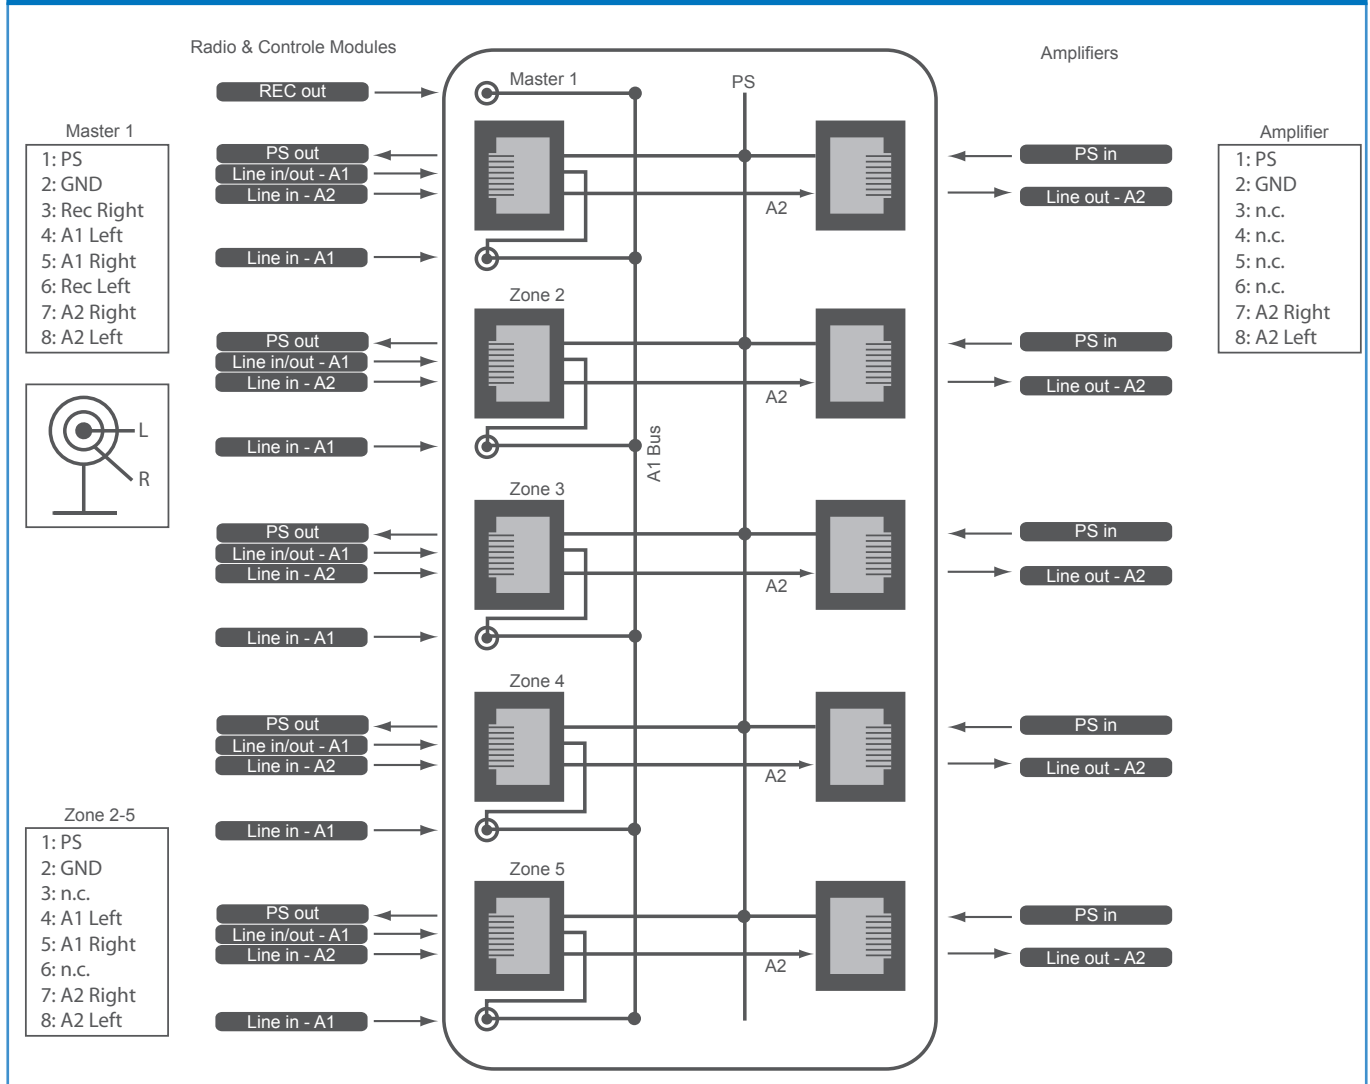 Radio & Controle Modules
Amplifiers
REC out
Master 1
PS
Master 1
1: PS
2: GND
3: Rec Right
4: A1 Left
5: A1 Right
6: Rec Left
7: A2 Right
8: A2 Left
PS out
Line in/out - A1
Line in - A2
Line in - A1
A2
PS in
Line out - A2
Amplifier
1: PS
2: GND
3: n.c.
4: n.c.
5: n.c.
6: n.c.
7: A2 Right
8: A2 Left
Zone 2
PS out
Line in/out - A1
Line in - A2
Line in - A1
A2
PS in
Line out - A2
L
R
A1 Bus
Zone 3
PS out
Line in/out - A1
Line in - A2
Line in - A1
A2
PS in
Line out - A2
Zone 4
PS out
Line in/out - A1
Line in - A2
Line in - A1
A2
PS in
Line out - A2
Zone 2-5
1: PS
2: GND
3: n.c.
4: A1 Left
5: A1 Right
6: n.c.
7: A2 Right
8: A2 Left
Zone 5
PS out
Line in/out - A1
Line in - A2
Line in - A1
A2
PS in
Line out - A2